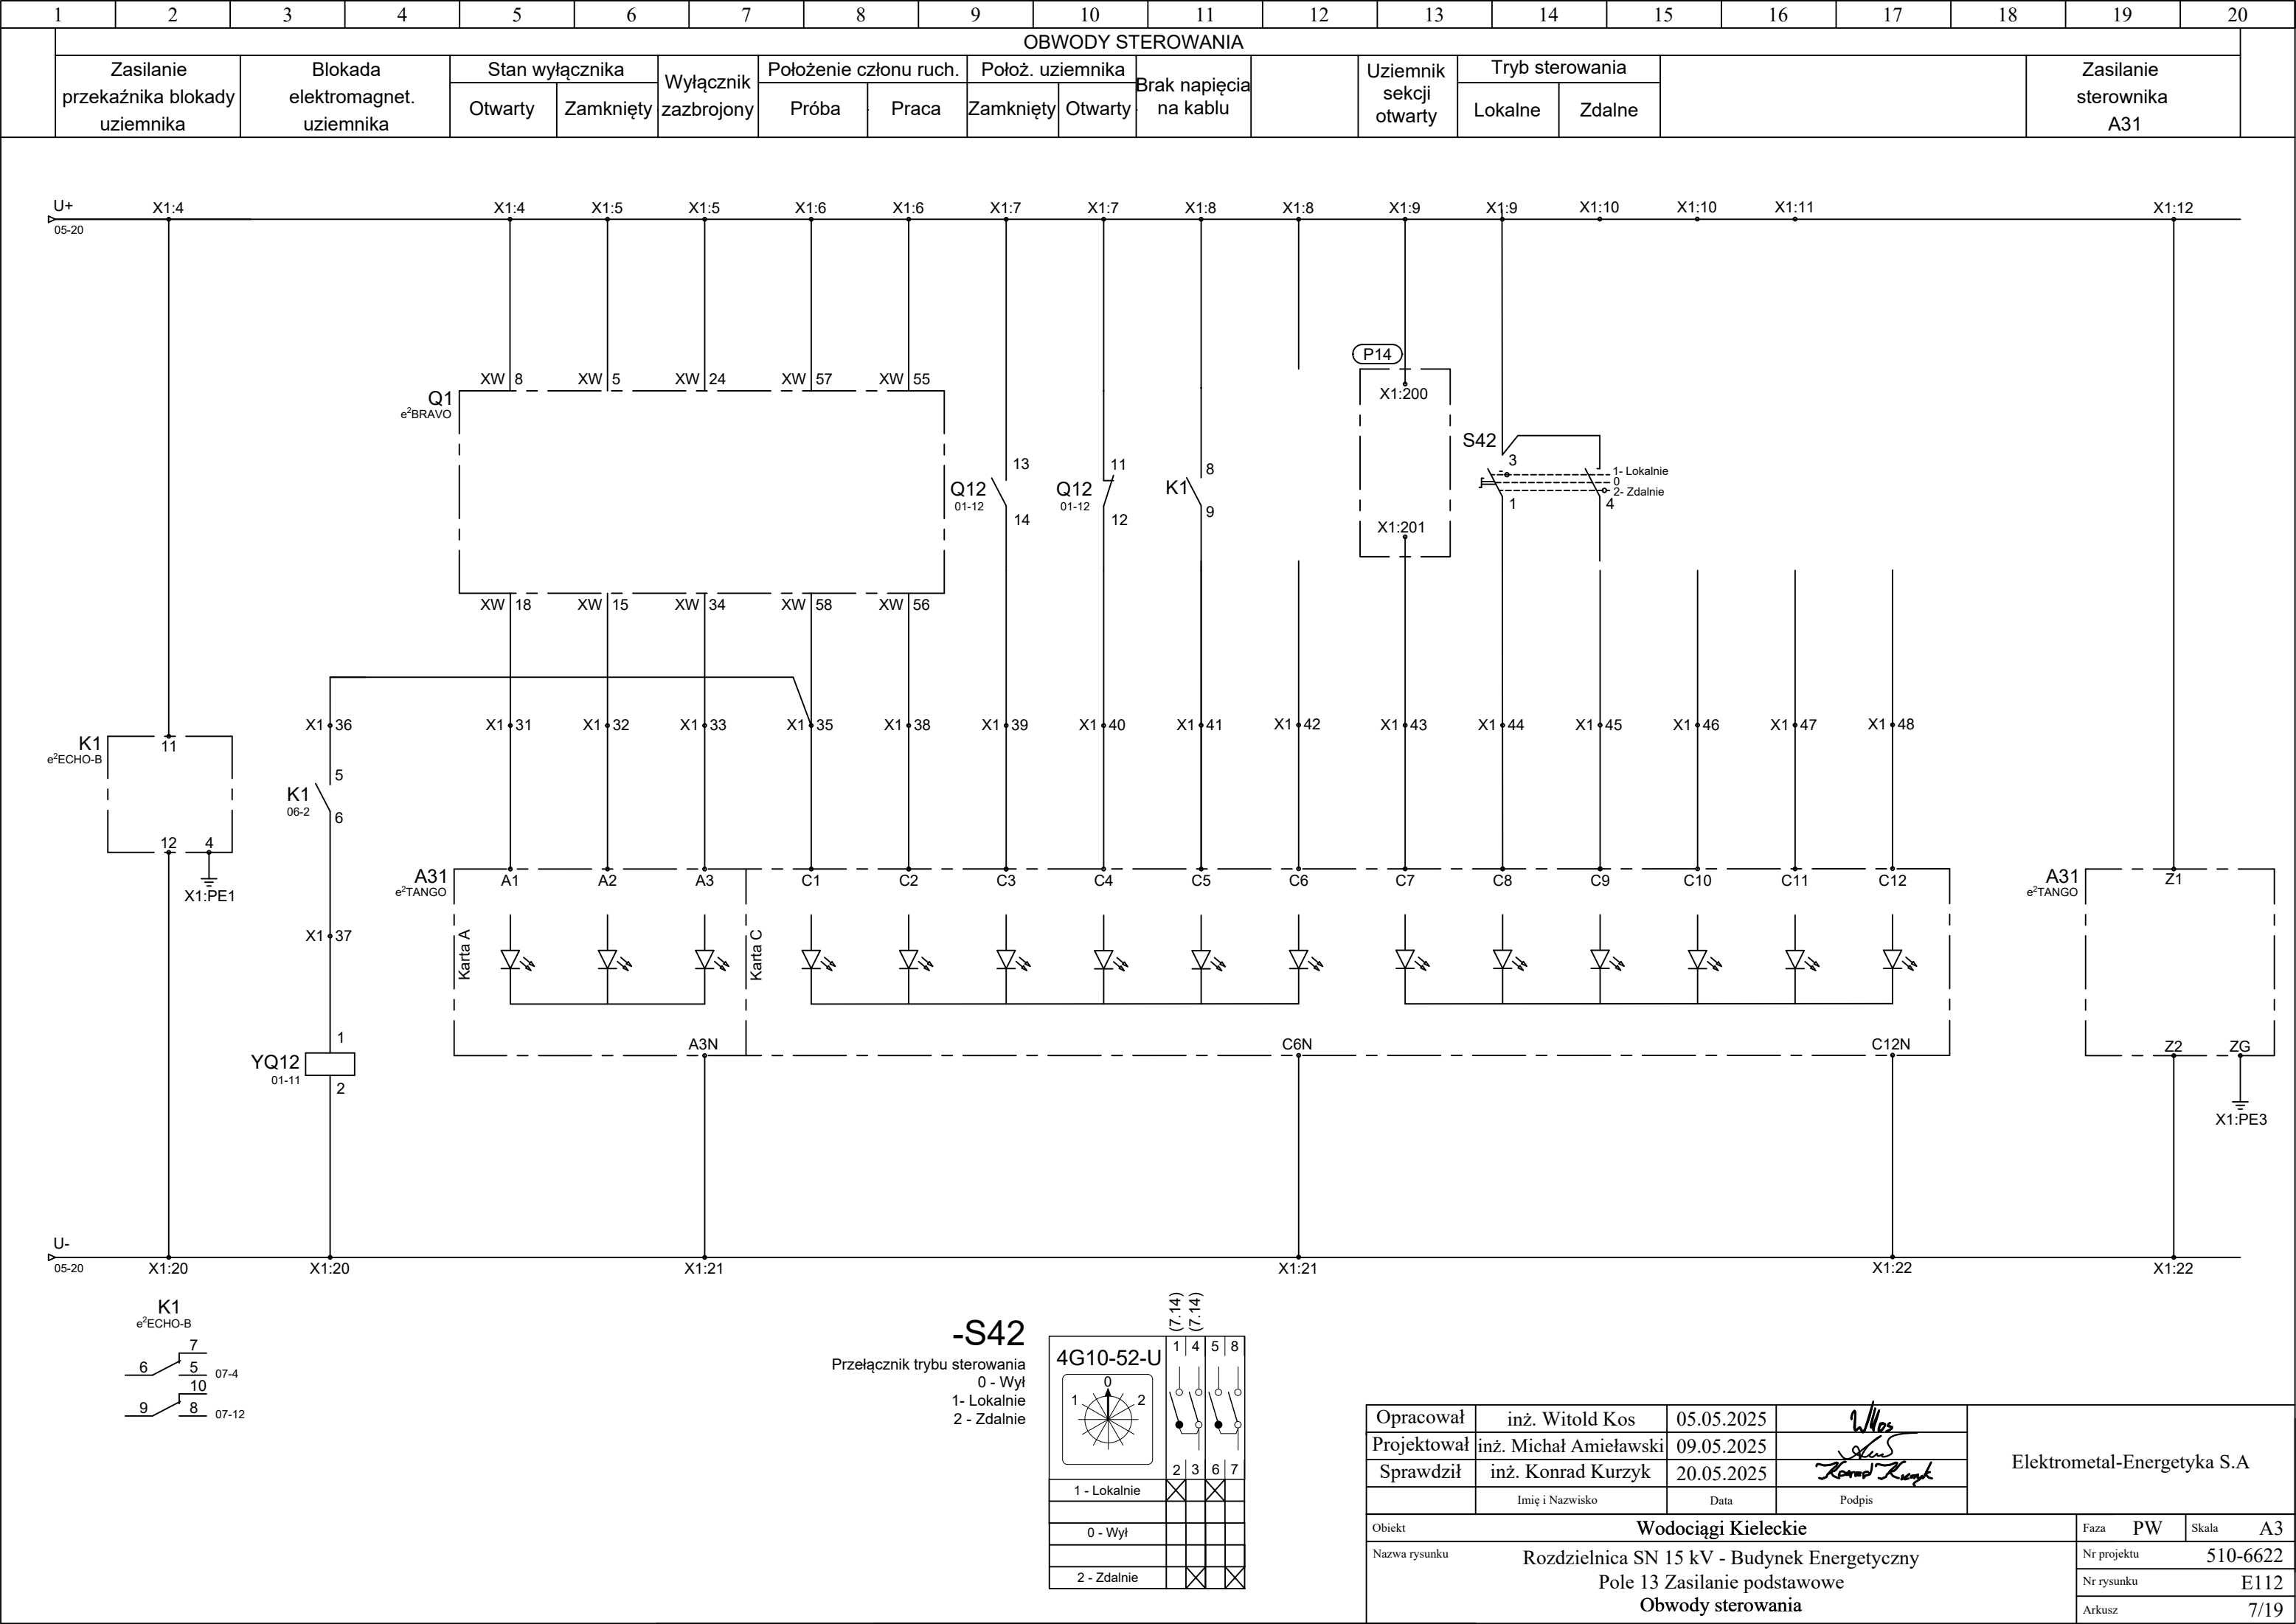 1 2 3 4 5 6 7 8 9 10 11 12 13 14 15 16 17 18 19 20
OBWODY STEROWANIA
Zasilanie
przekaźnika blokady
uziemnika
Blokada
elektromagnet.
uziemnika
Stan wyłącznika
Otwarty Zamknięty
Wyłącznik
zazbrojony
Położenie członu ruch.
Próba Praca
Położ. uziemnika
Zamknięty Otwarty
Brak napięcia
na kablu
Uziemnik
sekcji
otwarty
Tryb sterowania
Lokalne Zdalne
Zasilanie
sterownika
A31
U+
05-20
X1:4 X1:4 X1:5 X1:5 X1:6 X1:6 X1:7 X1:7 X1:8 X1:8 X1:9 X1:9 X1:10 X1:10 X1:11 X1:12
P14
X1:200
X1:201
XW 8 XW 5 XW 24 XW 57 XW 55
Q1
e²BRAVO
XW 18 XW 15 XW 34 XW 58 XW 56
13
Q12
01-12
14
11
Q12
01-12
12
8
K1
9
S42
3
1
4
1- Lokalnie
0
2- Zdalnie
X1 36 X1 31 X1 32 X1 33 X1 35 X1 38 X1 39 X1 40 X1 41 X1 42 X1 43 X1 44 X1 45 X1 46 X1 47 X1 48
K1
e²ECHO-B
11
12 4
X1:PE1
5
K1
06-2
6
X1 37
1
YQ12
01-11
2
A31
e²TANGO
A1 A2 A3 C1 C2 C3 C4 C5 C6 C7 C8 C9 C10 C11 C12
Karta A
Karta C
A3N C6N C12N
A31
e²TANGO
Z1
Z2 ZG
X1:PE3
U-
05-20
X1:20 X1:20 X1:21 X1:21 X1:22 X1:22
K1
e²ECHO-B
7
6 5 07-4
10
9 8 07-12
-S42
Przełącznik trybu sterowania
0 - Wył
1- Lokalnie
2 - Zdalnie
(7.14) (7.14)
4G10-52-U
1 4 5 8
0
1 2
2 3 6 7
1 - Lokalnie
0 - Wył
2 - Zdalnie
Opracował inż. Witold Kos 05.05.2025
Projektował inż. Michał Amieławski 09.05.2025
Sprawdził inż. Konrad Kurzyk 20.05.2025 Konrad Kurzyk
Imię i Nazwisko Data Podpis
Elektrometal-Energetyka S.A
Obiekt Wodociągi Kieleckie
Faza PW Skala A3
Nazwa rysunku
Rozdzielnica SN 15 kV - Budynek Energetyczny
Pole 13 Zasilanie podstawowe
Obwody sterowania
Nr projektu 510-6622
Nr rysunku E112
Arkusz 7/19